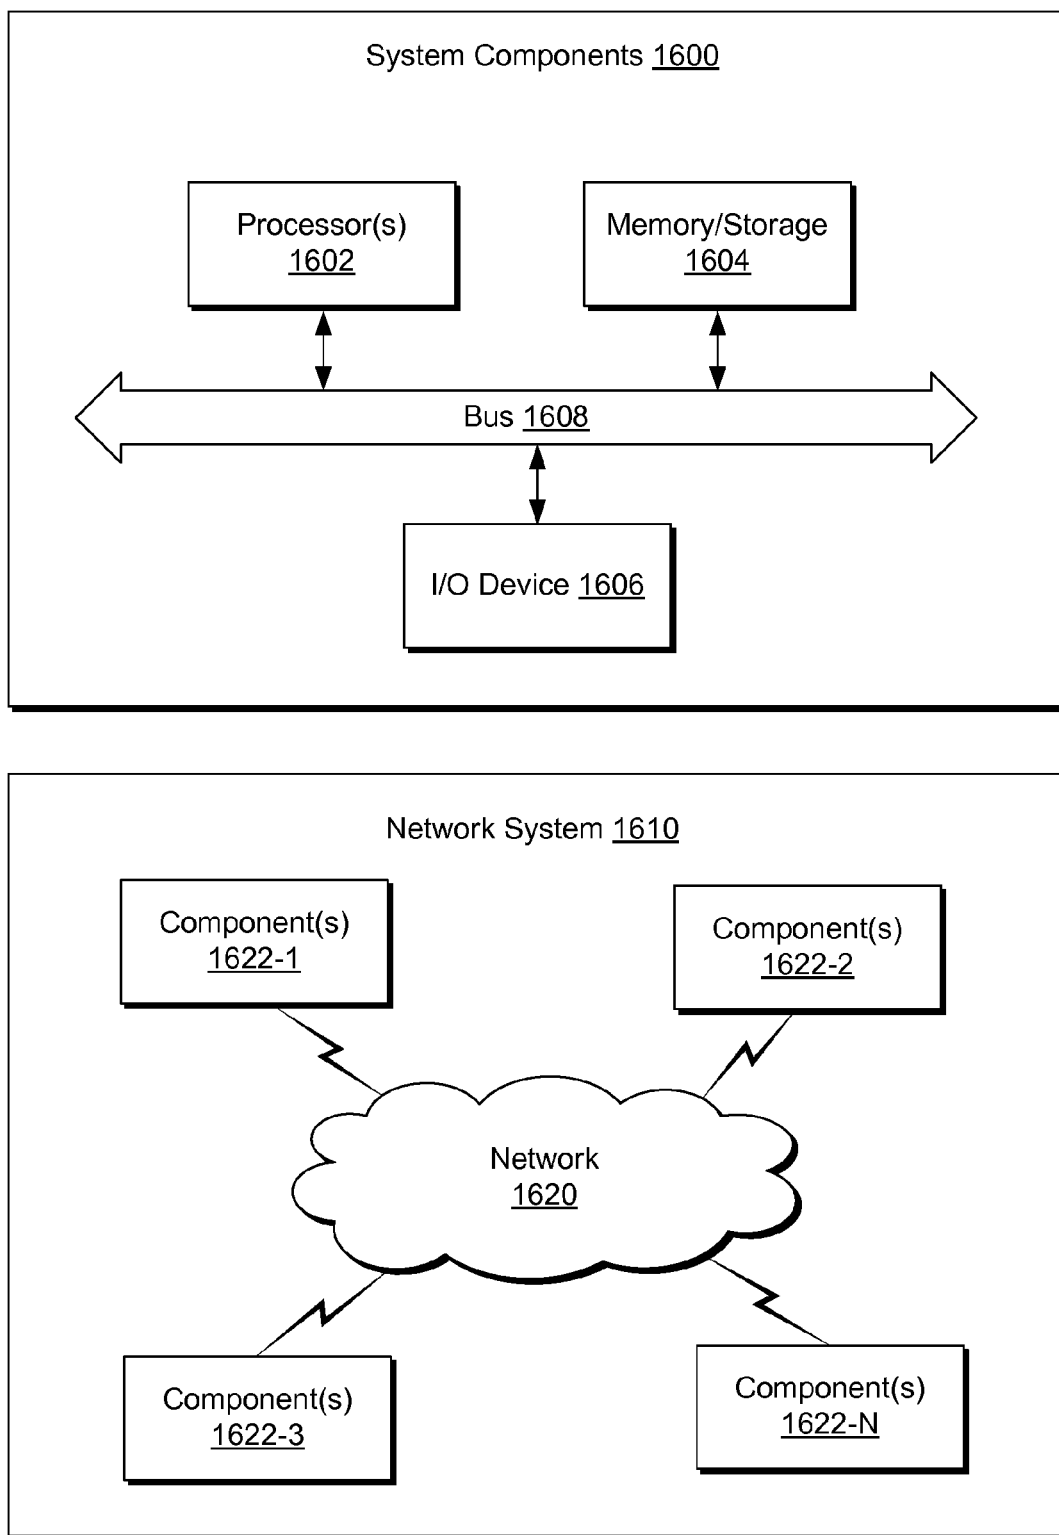 System Components 1600
Processor(s)
1602
Memory/Storage
1604
Bus 1608
I/O Device 1606
Network System 1610
Component(s)
1622-1
Component(s)
1622-2
Network
1620
Component(s)
1622-3
Component(s)
1622-N